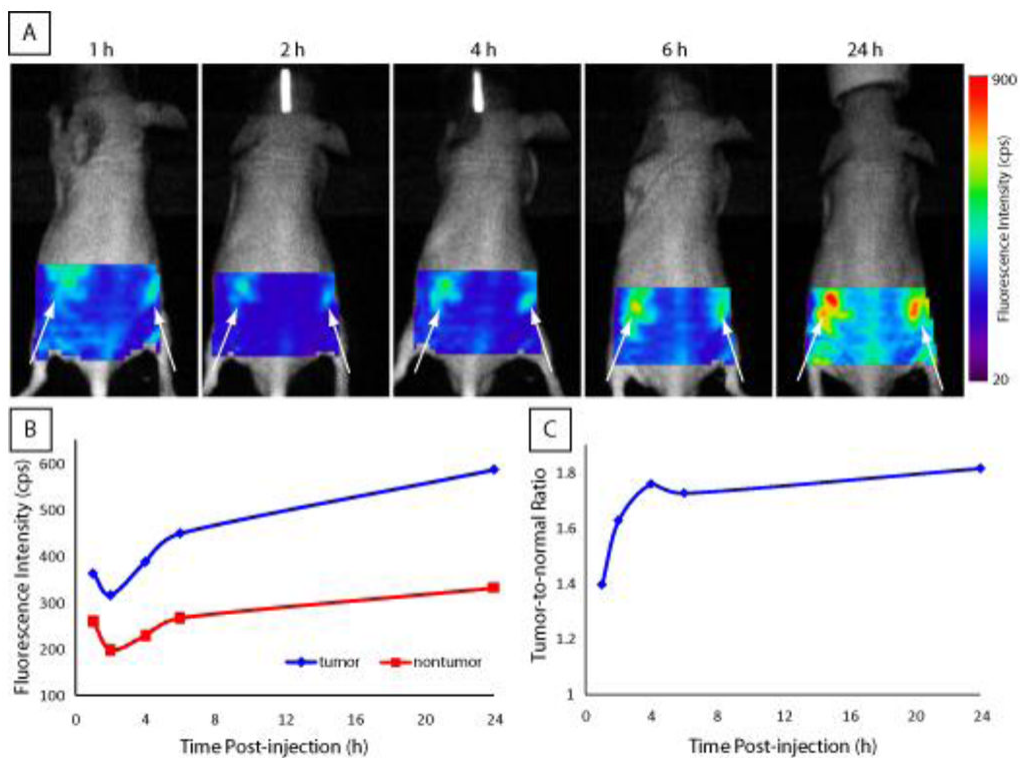 A
1 h 2 h 4 h 6 h 24 h
900
Fluorescence Intensity (cps)
20
B
Fluorescence Intensity (cps)
600
500
400
300
200
100
tumor nontumor
0 4 8 12 16 20 24
Time Post-injection (h)
C
Tumor-to-normal Ratio
1.8
1.6
1.4
1.2
1
0 4 8 12 16 20 24
Time Post-injection (h)